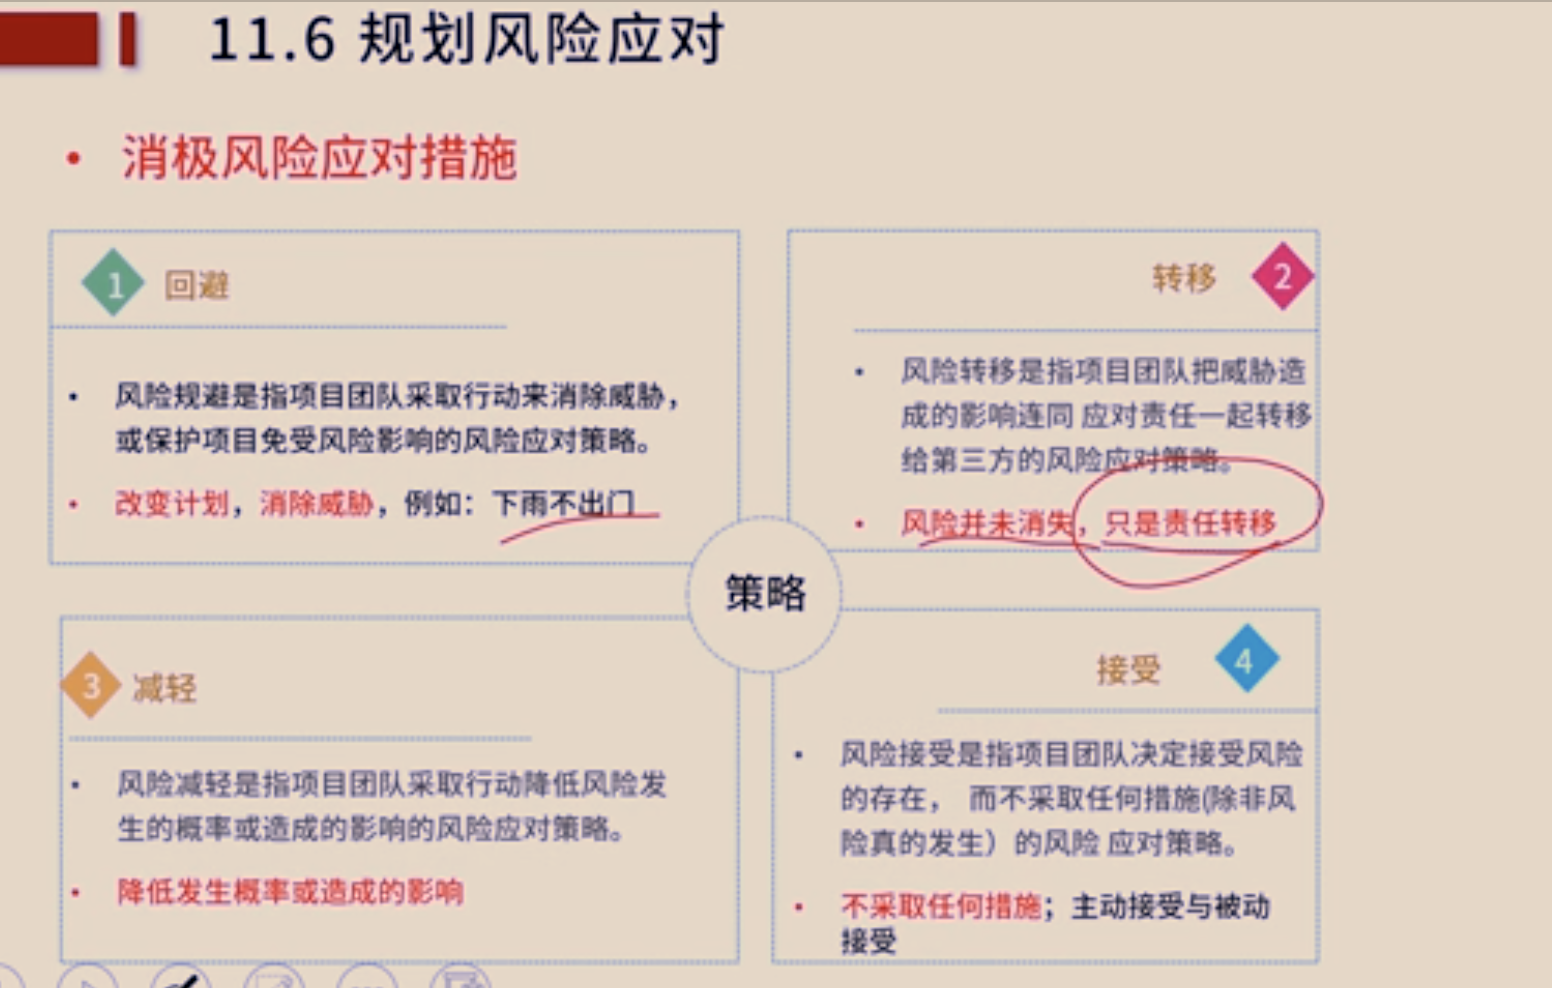 11.6 规划风险应对
• 消极风险应对措施
1 回避
• 风险规避是指项目团队采取行动来消除威胁，
或保护项目免受风险影响的风险应对策略。
• 改变计划，消除威胁，例如：下雨不出门
转移 2
• 风险转移是指项目团队把威胁造
成的影响连同 应对责任一起转移
给第三方的风险应对策略。
• 风险并未消失，只是责任转移
策略
3 减轻
• 风险减轻是指项目团队采取行动降低风险发
生的概率或造成的影响的风险应对策略。
• 降低发生概率或造成的影响
接受 4
• 风险接受是指项目团队决定接受风险
的存在， 而不采取任何措施(除非风
险真的发生）的风险 应对策略。
• 不采取任何措施；主动接受与被动
接受